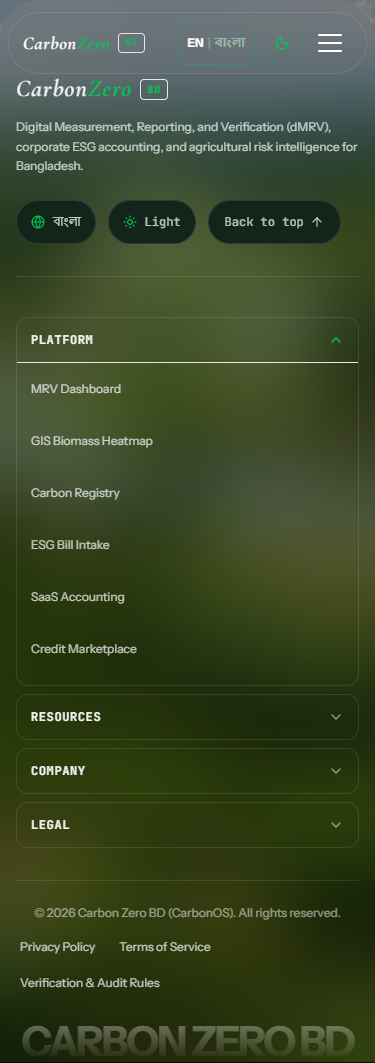 CarbonZero BD EN | বাংলা
CarbonZero BD
Digital Measurement, Reporting, and Verification (dMRV),
corporate ESG accounting, and agricultural risk intelligence for
Bangladesh.
বাংলা Light Back to top ↑
PLATFORM
MRV Dashboard
GIS Biomass Heatmap
Carbon Registry
ESG Bill Intake
SaaS Accounting
Credit Marketplace
RESOURCES
COMPANY
LEGAL
© 2026 Carbon Zero BD (CarbonOS). All rights reserved.
Privacy Policy Terms of Service
Verification & Audit Rules
CARBON ZERO BD